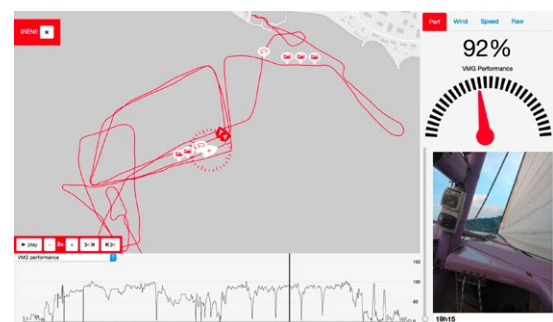 IRÈNE ×
Perf Wind Speed Raw
92%
VMG Performance
play - 8x +
VMG performance
120
100
80
19h15